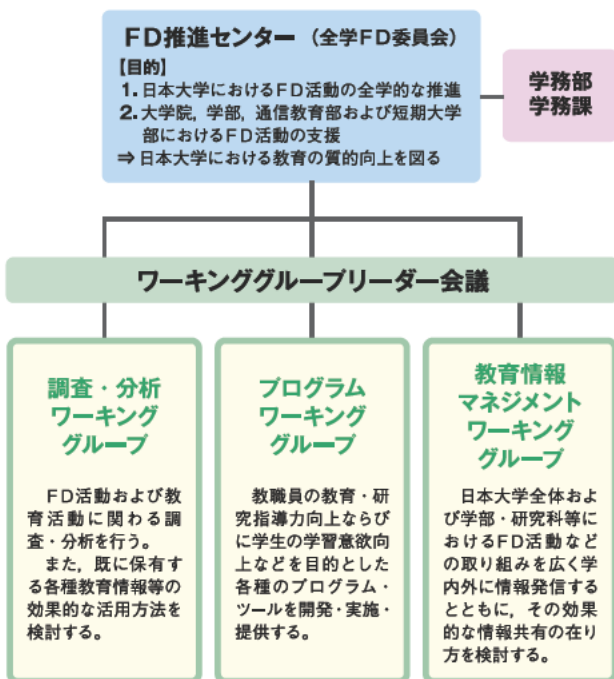 FD推進センター（全学FD委員会）
【目的】
1. 日本大学におけるFD活動の全学的な推進
2. 大学院，学部，通信教育部および短期大学
部におけるFD活動の支援
⇒ 日本大学における教育の質的向上を図る
学務部
学務課
ワーキンググループリーダー会議
調査・分析
ワーキング
グループ
FD活動および教
育活動に関わる調
査・分析を行う。
また，既に保有す
る各種教育情報等の
効果的な活用方法を
検討する。
プログラム
ワーキング
グループ
教職員の教育・研
究指導力向上ならび
に学生の学習意欲向
上などを目的とした
各種のプログラム・
ツールを開発・実施・
提供する。
教育情報
マネジメント
ワーキング
グループ
日本大学全体およ
び学部・研究科等に
おけるFD活動など
の取り組みを広く学
内外に情報発信する
とともに，その効果
的な情報共有の在り
方を検討する。